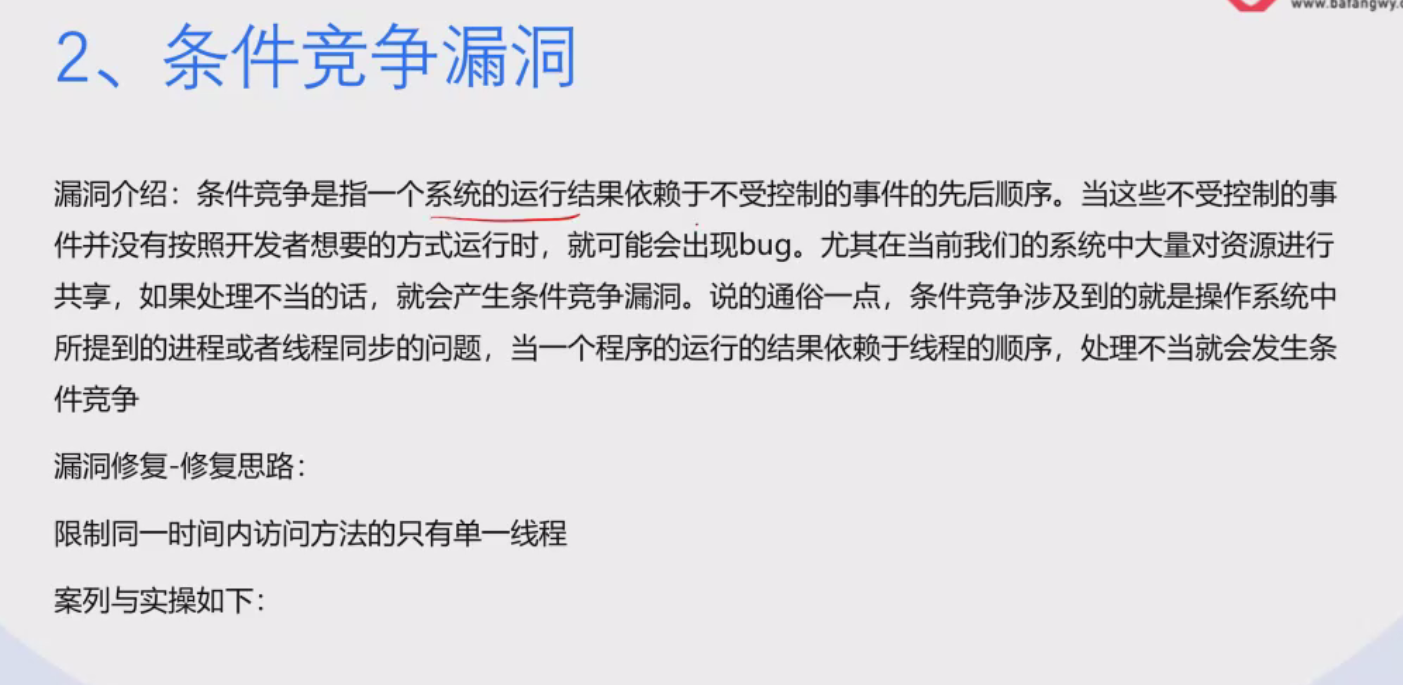 www.bafangwy.c
2、条件竞争漏洞
漏洞介绍：条件竞争是指一个系统的运行结果依赖于不受控制的事件的先后顺序。当这些不受控制的事
件并没有按照开发者想要的方式运行时，就可能会出现bug。尤其在当前我们的系统中大量对资源进行
共享，如果处理不当的话，就会产生条件竞争漏洞。说的通俗一点，条件竞争涉及到的就是操作系统中
所提到的进程或者线程同步的问题，当一个程序的运行的结果依赖于线程的顺序，处理不当就会发生条
件竞争
漏洞修复-修复思路：
限制同一时间内访问方法的只有单一线程
案列与实操如下：